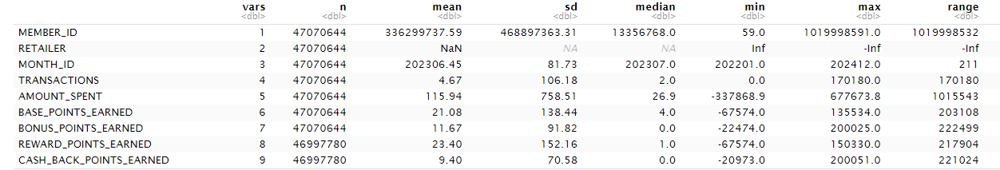 vars n mean sd median min max range
<dbl> <dbl> <dbl> <dbl> <dbl> <dbl> <dbl> <dbl>
MEMBER_ID 1 47070644 336299737.59 468897363.31 13356768.0 59.0 1019998591.0 1019998532
RETAILER 2 47070644 NaN NA NA Inf -Inf -Inf
MONTH_ID 3 47070644 202306.45 81.73 202307.0 202201.0 202412.0 211
TRANSACTIONS 4 47070644 4.67 106.18 2.0 0.0 170180.0 170180
AMOUNT_SPENT 5 47070644 115.94 758.51 26.9 -337868.9 677673.8 1015543
BASE_POINTS_EARNED 6 47070644 21.08 138.44 4.0 -67574.0 135534.0 203108
BONUS_POINTS_EARNED 7 47070644 11.67 91.82 0.0 -22474.0 200025.0 222499
REWARD_POINTS_EARNED 8 46997780 23.40 152.16 1.0 -67574.0 150330.0 217904
CASH_BACK_POINTS_EARNED 9 46997780 9.40 70.58 0.0 -20973.0 200051.0 221024